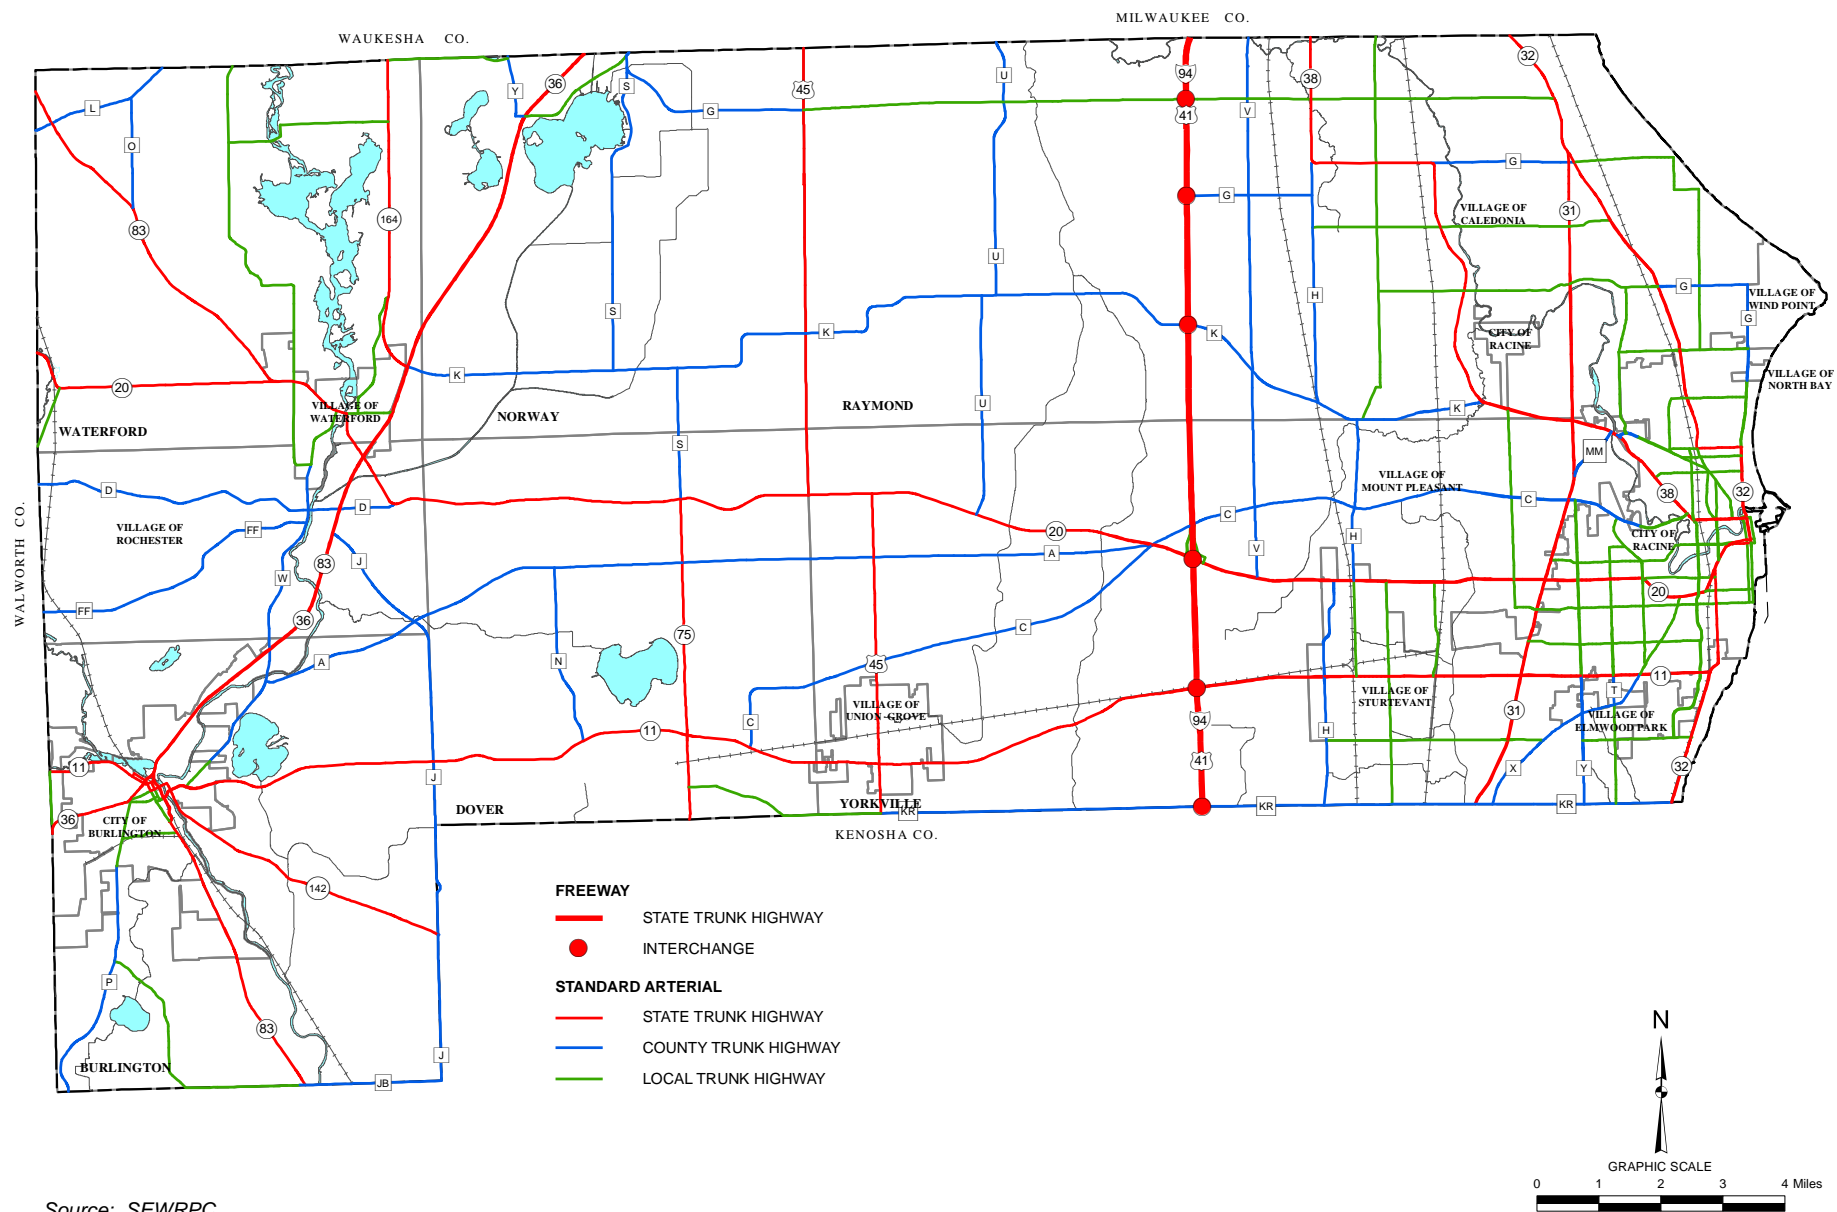 MILWAUKEE CO.
WAUKESHA CO.
32
94
38
36
Y
S
45
U
L
G
V
41
O
G
G
164
83
G
VILLAGE OF
CALEDONIA
31
U
G
VILLAGE OF
WIND POINT
H
S
G
K
K
CITY OF
RACINE
K
20
VILLAGE OF
NORTH BAY
VILLAGE OF
WATERFORD
NORWAY
RAYMOND
U
K
WATERFORD
S
MM
D
VILLAGE OF
MOUNT PLEASANT
38
32
C
D
C
VILLAGE OF
ROCHESTER
FF
20
H
CITY OF
RACINE
WALWORTH CO.
J
A
V
83
W
20
FF
36
C
75
A
N
45
11
T
VILLAGE OF
STURTEVANT
VILLAGE OF
UNION GROVE
31
VILLAGE OF
ELMWOOD PARK
C
94
11
H
11
J
41
X
Y
32
36
DOVER
YORKVILLE
KR
KR
KR
CITY OF
BURLINGTON
KENOSHA CO.
142
FREEWAY
STATE TRUNK HIGHWAY
INTERCHANGE
P
STANDARD ARTERIAL
STATE TRUNK HIGHWAY
83
COUNTY TRUNK HIGHWAY
J
BURLINGTON
JB
LOCAL TRUNK HIGHWAY
N
GRAPHIC SCALE
0 1 2 3 4 Miles
Source: SEWRPC